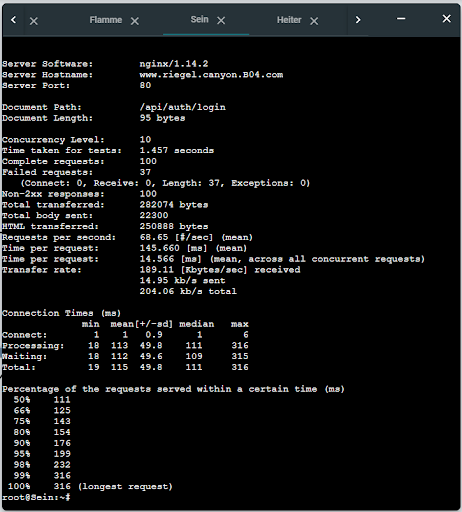 Flamme
Sein
Heiter
Server Software: nginx/1.14.2
Server Hostname: www.riegel.canyon.B04.com
Server Port: 80
Document Path: /api/auth/login
Document Length: 95 bytes
Concurrency Level: 10
Time taken for tests: 1.457 seconds
Complete requests: 100
Failed requests: 37
(Connect: 0, Receive: 0, Length: 37, Exceptions: 0)
Non-2xx responses: 100
Total transferred: 282074 bytes
Total body sent: 22300
HTML transferred: 250888 bytes
Requests per second: 68.65 [#/sec] (mean)
Time per request: 145.660 [ms] (mean)
Time per request: 14.566 [ms] (mean, across all concurrent requests)
Transfer rate: 189.11 [Kbytes/sec] received
14.95 kb/s sent
204.06 kb/s total
Connection Times (ms)
min mean[+/-sd] median max
Connect: 1 1 0.9 1 6
Processing: 18 113 49.8 111 316
Waiting: 18 112 49.6 109 315
Total: 19 115 49.8 111 316
Percentage of the requests served within a certain time (ms)
50% 111
66% 125
75% 143
80% 154
90% 176
95% 199
98% 232
99% 316
100% 316 (longest request)
root@Sein:~#